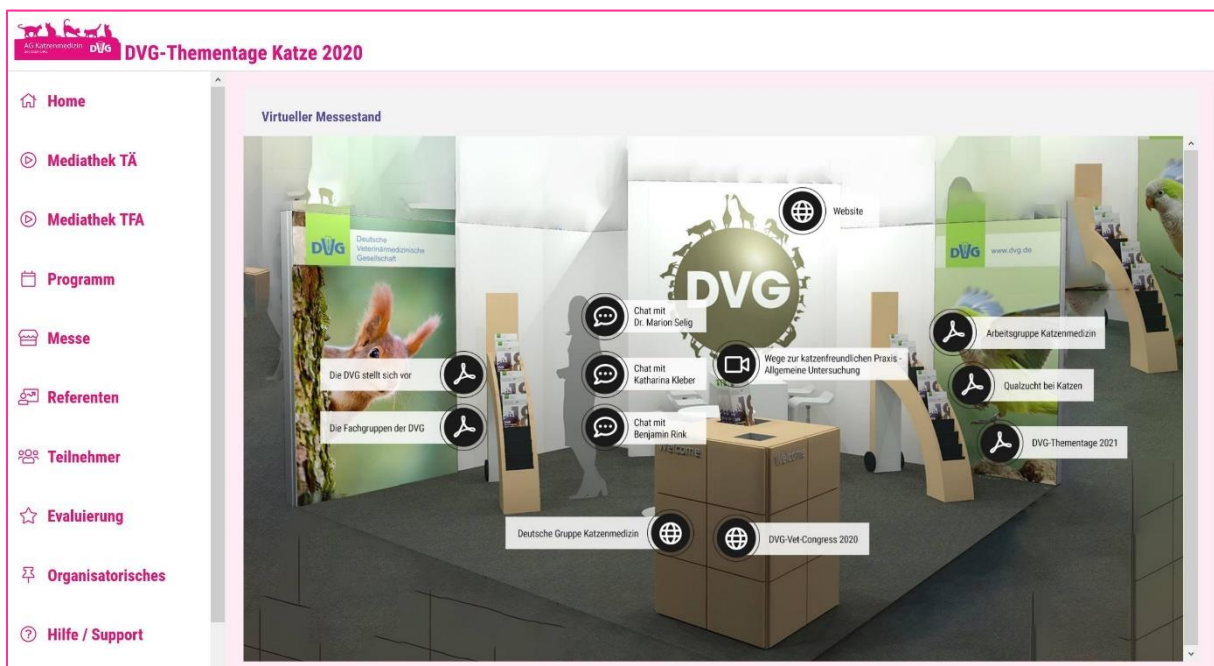 AG Katzenmedizin
DVG
DVG-Thementage Katze 2020
Home
Mediathek TÄ
Mediathek TFA
Programm
Messe
Referenten
Teilnehmer
Evaluierung
Organisatorisches
Hilfe / Support
Virtueller Messestand
Website
DVG
Deutsche
Veterinärmedizinische
Gesellschaft
DVG
DVG
www.dvg.de
Chat mit
Dr. Marion Selig
Arbeitsgruppe Katzenmedizin
Die DVG stellt sich vor
Chat mit
Katharina Kleber
Wege zur katzenfreundlichen Praxis -
Allgemeine Untersuchung
Qualzucht bei Katzen
Die Fachgruppen der DVG
Chat mit
Benjamin Rink
DVG-Thementage 2021
Welcome
Welcome
Deutsche Gruppe Katzenmedizin
DVG-Vet-Congress 2020